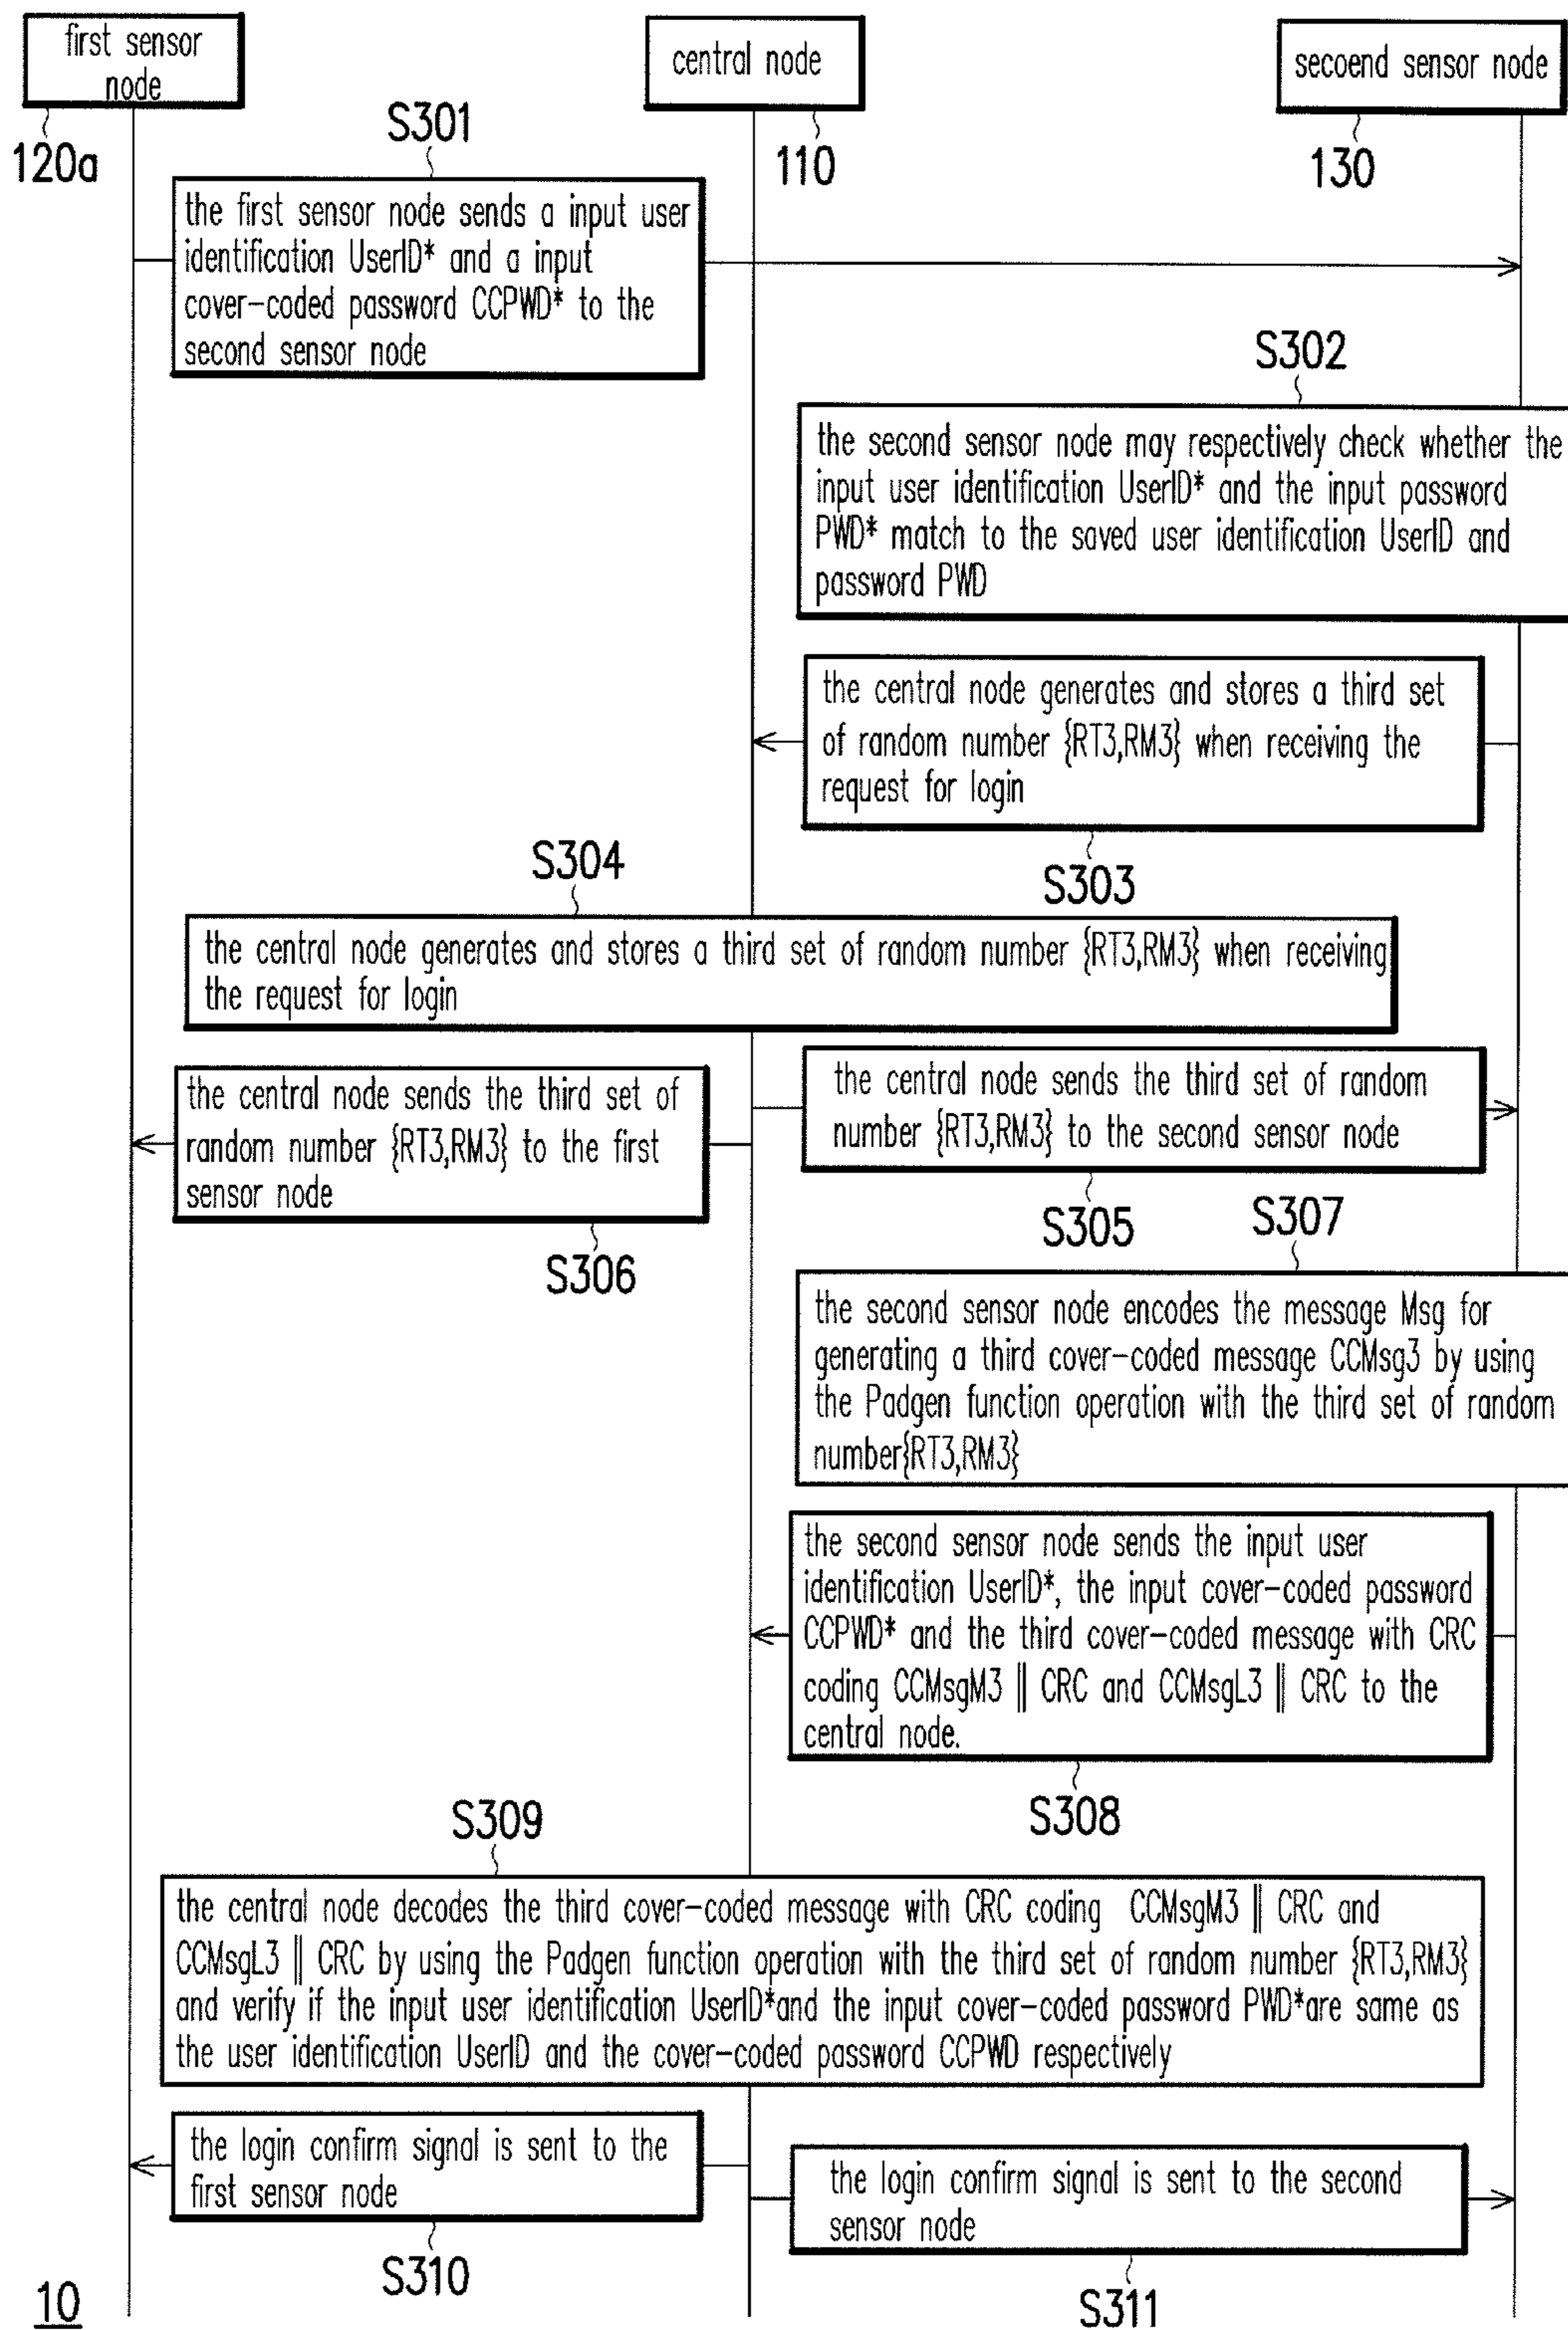 first sensor
node
central node
secoend sensor node
120a
110
130
S301
the first sensor node sends a input user
identification UserID* and a input
cover-coded password CCPWD* to the
second sensor node
S302
the second sensor node may respectively check whether the
input user identification UserID* and the input password
PWD* match to the saved user identification UserID and
password PWD
the central node generates and stores a third set
of random number {RT3,RM3} when receiving the
request for login
S303
S304
the central node generates and stores a third set of random number {RT3,RM3} when receiving
the request for login
the central node sends the third set of random
number {RT3,RM3} to the second sensor node
S305
the central node sends the third set of
random number {RT3,RM3} to the first
sensor node
S306
S307
the second sensor node encodes the message Msg for
generating a third cover-coded message CCMsg3 by using
the Padgen function operation with the third set of random
number{RT3,RM3}
the second sensor node sends the input user
identification UserID*, the input cover-coded password
CCPWD* and the third cover-coded message with CRC
coding CCMsgM3 || CRC and CCMsgL3 || CRC to the
central node.
S308
S309
the central node decodes the third cover-coded message with CRC coding CCMsgM3 || CRC and
CCMsgL3 || CRC by using the Padgen function operation with the third set of random number {RT3,RM3}
and verify if the input user identification UserID*and the input cover-coded password PWD*are same as
the user identification UserID and the cover-coded password CCPWD respectively
the login confirm signal is sent to the
first sensor node
S310
the login confirm signal is sent to the second
sensor node
S311
10